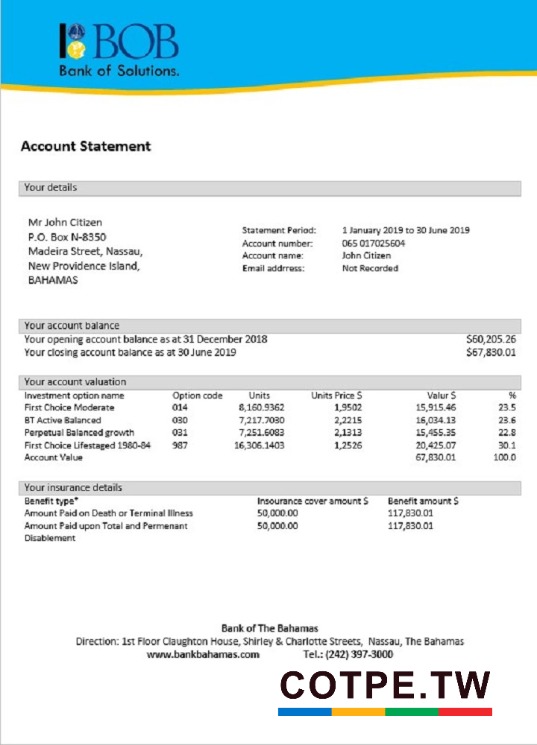 BOB
Bank of Solutions.
Account Statement
Your details
Mr John Citizen
P.O. Box N-8350
Madeira Street, Nassau,
New Providence Island,
BAHAMAS
Statement Period: 1 January 2019 to 30 June 2019
Account number: 065 017025604
Account name: John Citizen
Email addrress: Not Recorded
Your account balance
Your opening account balance as at 31 December 2018 $60,205.26
Your closing account balance as at 30 June 2019 $67,830.01
Your account valuation
Investment option name Option code Units Units Price $ Valur $ %
First Choice Moderate 014 8,160.9362 1,9502 15,915.46 23.5
BT Active Balanced 030 7,217.7030 2,2215 16,034.13 23.6
Perpetual Balanced growth 031 7,251.6083 2,1313 15,455.35 22.8
First Choice Lifestaged 1980-84 987 16,306.1403 1,2526 20,425.07 30.1
Account Value 67,830.01 100.0
Your insurance details
Benefit type* Insourance cover amount $ Benefit amount $
Amount Paid on Death or Terminal Illness 50,000.00 117,830.01
Amount Paid upon Total and Permenant 50,000.00 117,830.01
Disablement
Bank of The Bahamas
Direction: 1st Floor Claughton House, Shirley & Charlotte Streets, Nassau, The Bahamas
www.bankbahamas.com Tel.: (242) 397-3000
COTPE.TW